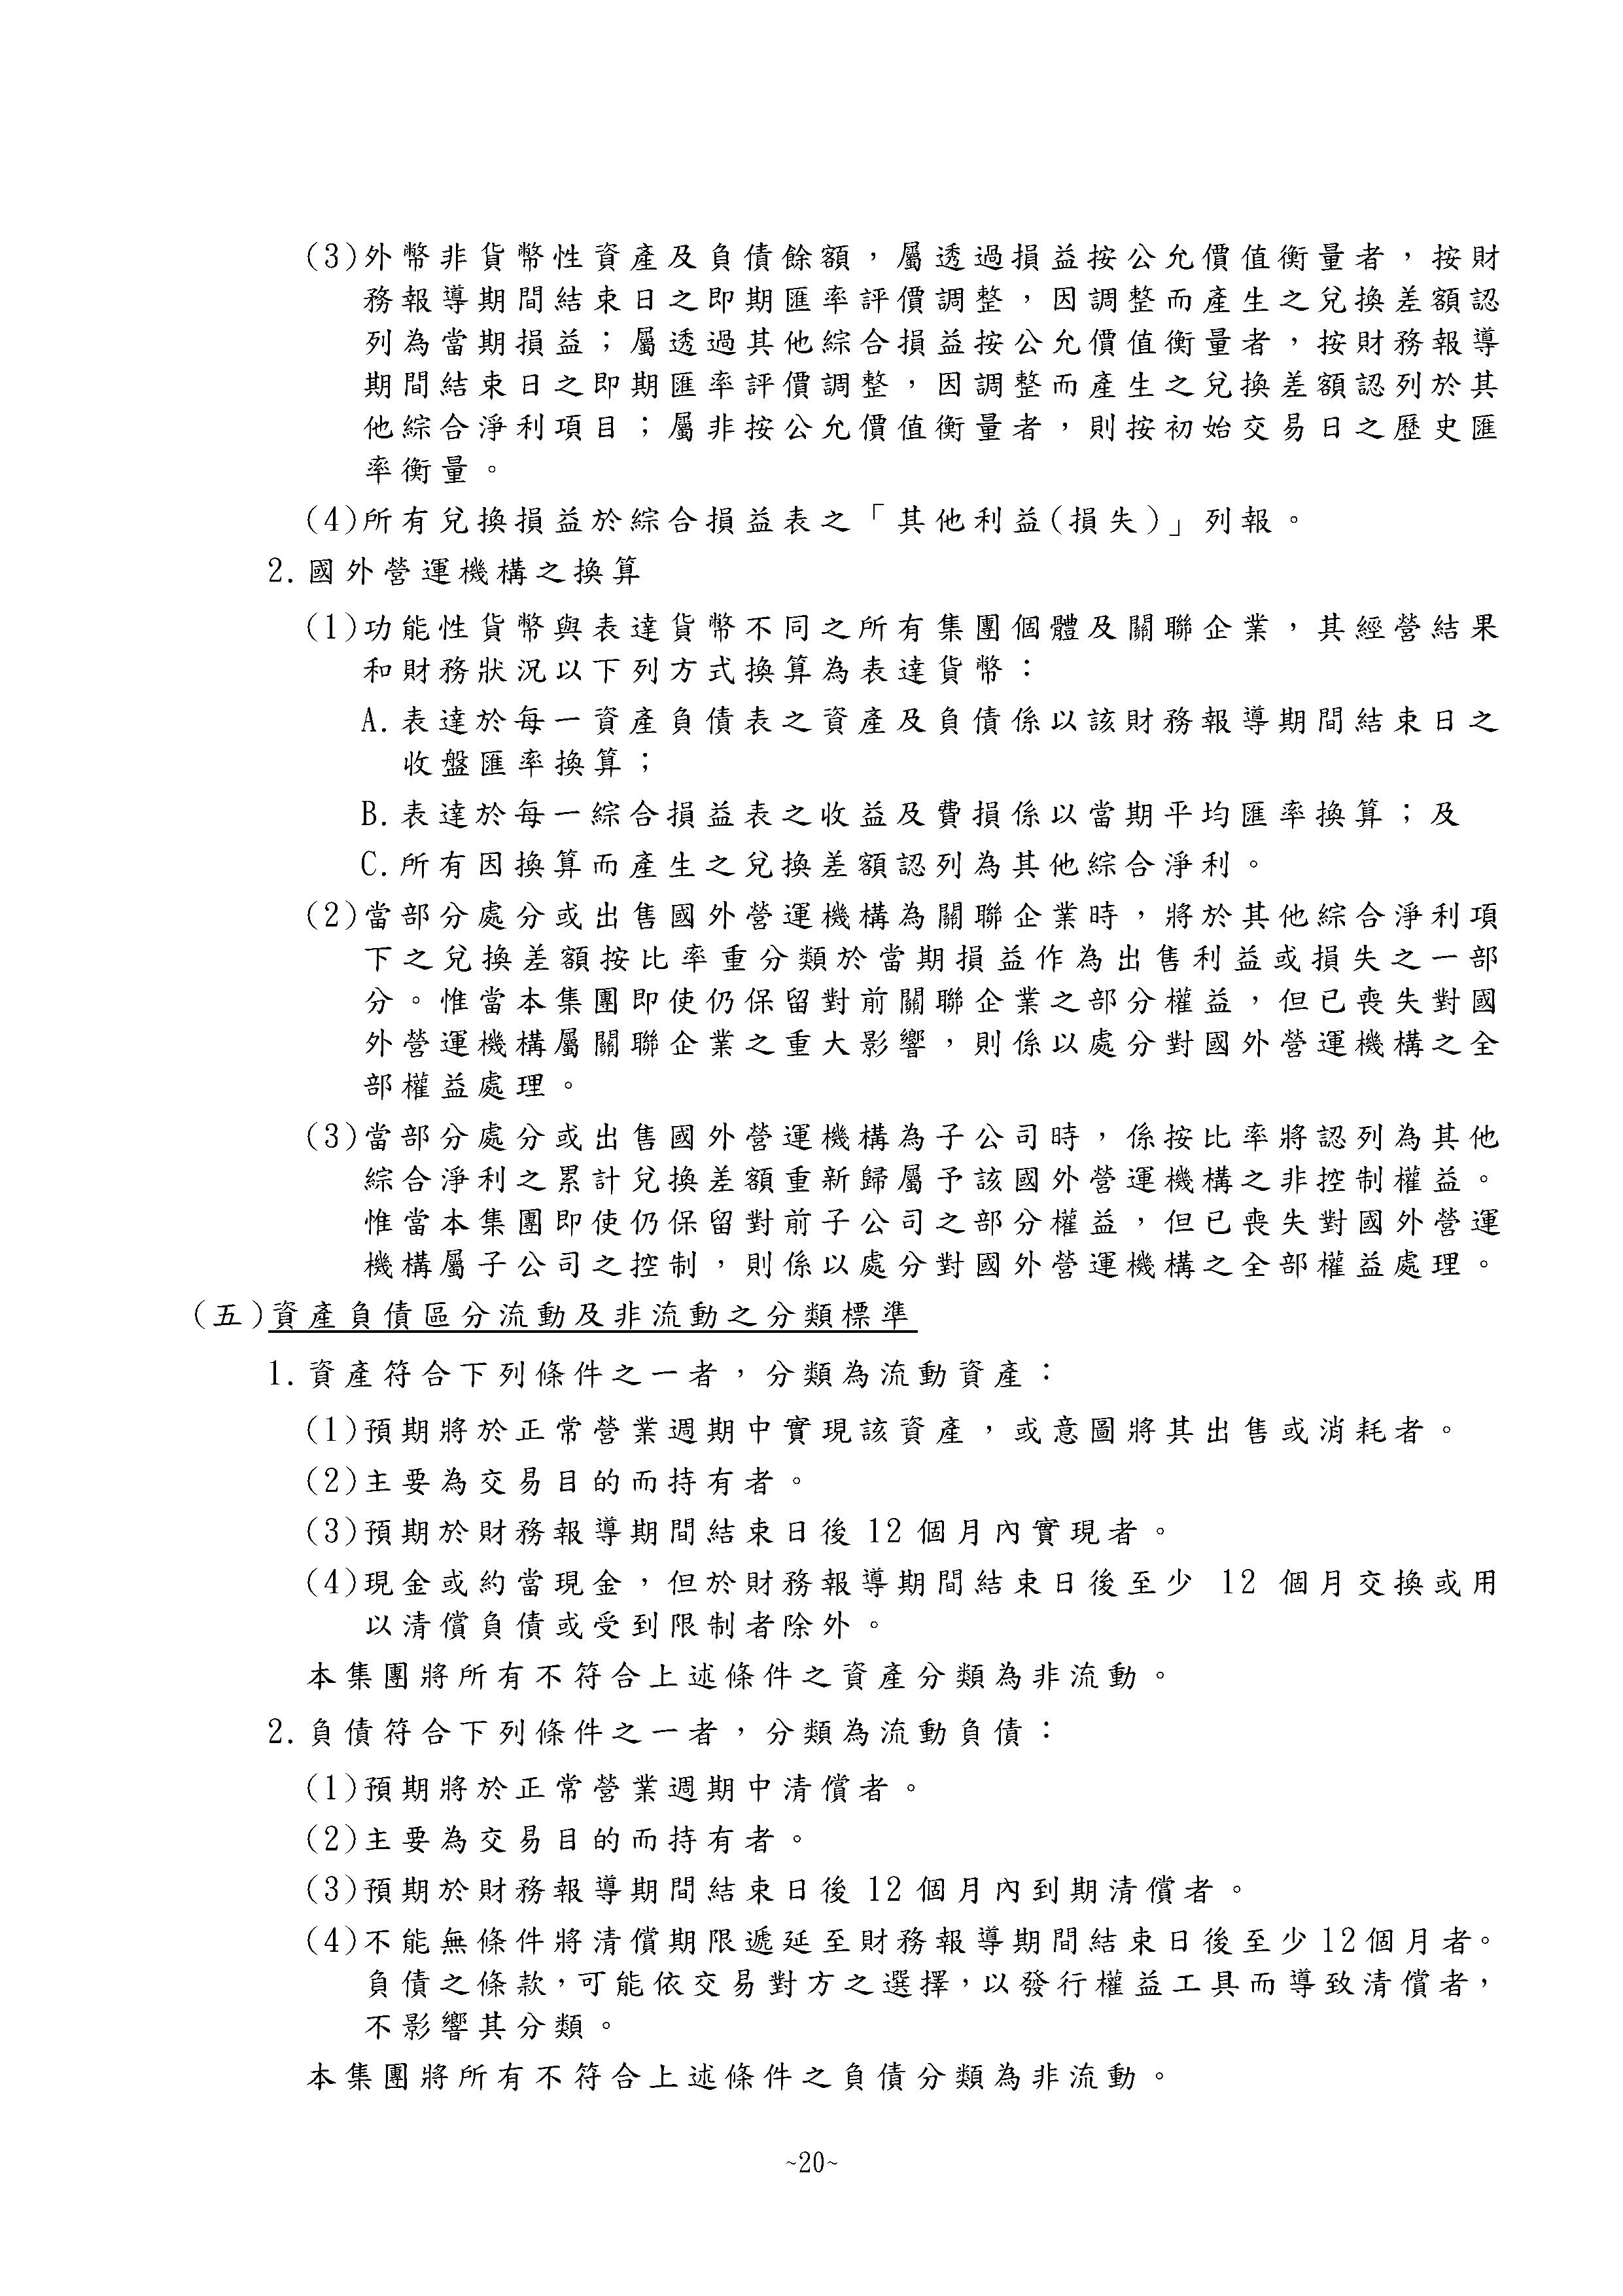 (3)外幣非貨幣性資產及負債餘額，屬透過損益按公允價值衡量者，按財
務報導期間結束日之即期匯率評價調整，因調整而產生之兌換差額認
列為當期損益；屬透過其他綜合損益按公允價值衡量者，按財務報導
期間結束日之即期匯率評價調整，因調整而產生之兌換差額認列於其
他綜合淨利項目；屬非按公允價值衡量者，則按初始交易日之歷史匯
率衡量。
(4)所有兌換損益於綜合損益表之「其他利益(損失)」列報。
2.國外營運機構之換算
(1)功能性貨幣與表達貨幣不同之所有集團個體及關聯企業，其經營結果
和財務狀況以下列方式換算為表達貨幣：
A.表達於每一資產負債表之資產及負債係以該財務報導期間結束日之
收盤匯率換算；
B.表達於每一綜合損益表之收益及費損係以當期平均匯率換算；及
C.所有因換算而產生之兌換差額認列為其他綜合淨利。
(2)當部分處分或出售國外營運機構為關聯企業時，將於其他綜合淨利項
下之兌換差額按比率重分類於當期損益作為出售利益或損失之一部
分。惟當本集團即使仍保留對前關聯企業之部分權益，但已喪失對國
外營運機構屬關聯企業之重大影響，則係以處分對國外營運機構之全
部權益處理。
(3)當部分處分或出售國外營運機構為子公司時，係按比率將認列為其他
綜合淨利之累計兌換差額重新歸屬予該國外營運機構之非控制權益。
惟當本集團即使仍保留對前子公司之部分權益，但已喪失對國外營運
機構屬子公司之控制，則係以處分對國外營運機構之全部權益處理。
(五)資產負債區分流動及非流動之分類標準
1.資產符合下列條件之一者，分類為流動資產：
(1)預期將於正常營業週期中實現該資產，或意圖將其出售或消耗者。
(2)主要為交易目的而持有者。
(3)預期於財務報導期間結束日後 12 個月內實現者。
(4)現金或約當現金，但於財務報導期間結束日後至少 12 個月交換或用
以清償負債或受到限制者除外。
本集團將所有不符合上述條件之資產分類為非流動。
2.負債符合下列條件之一者，分類為流動負債：
(1)預期將於正常營業週期中清償者。
(2)主要為交易目的而持有者。
(3)預期於財務報導期間結束日後 12 個月內到期清償者。
(4)不能無條件將清償期限遞延至財務報導期間結束日後至少12個月者。
負債之條款，可能依交易對方之選擇，以發行權益工具而導致清償者，
不影響其分類。
本集團將所有不符合上述條件之負債分類為非流動。
~20~